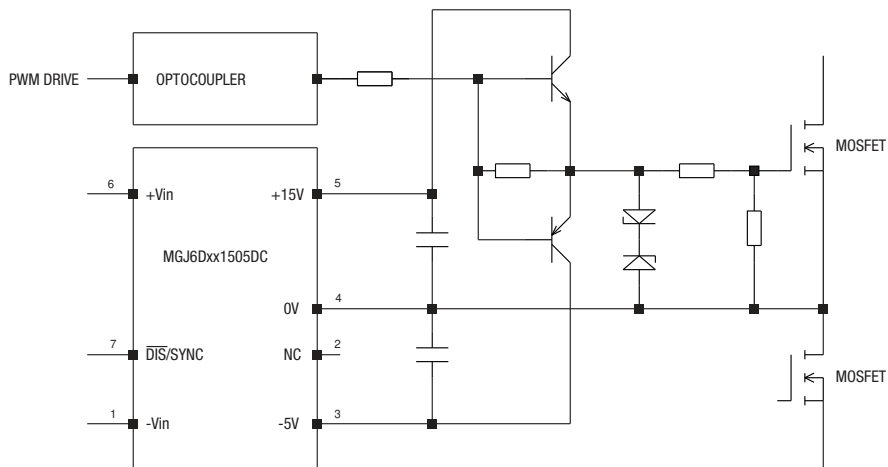 PWM DRIVE
OPTOCOUPLER
MOSFET
6
+Vin
+15V
5
MGJ6Dxx1505DC
0V
4
7
DIS/SYNC
NC
2
MOSFET
1
-Vin
-5V
3